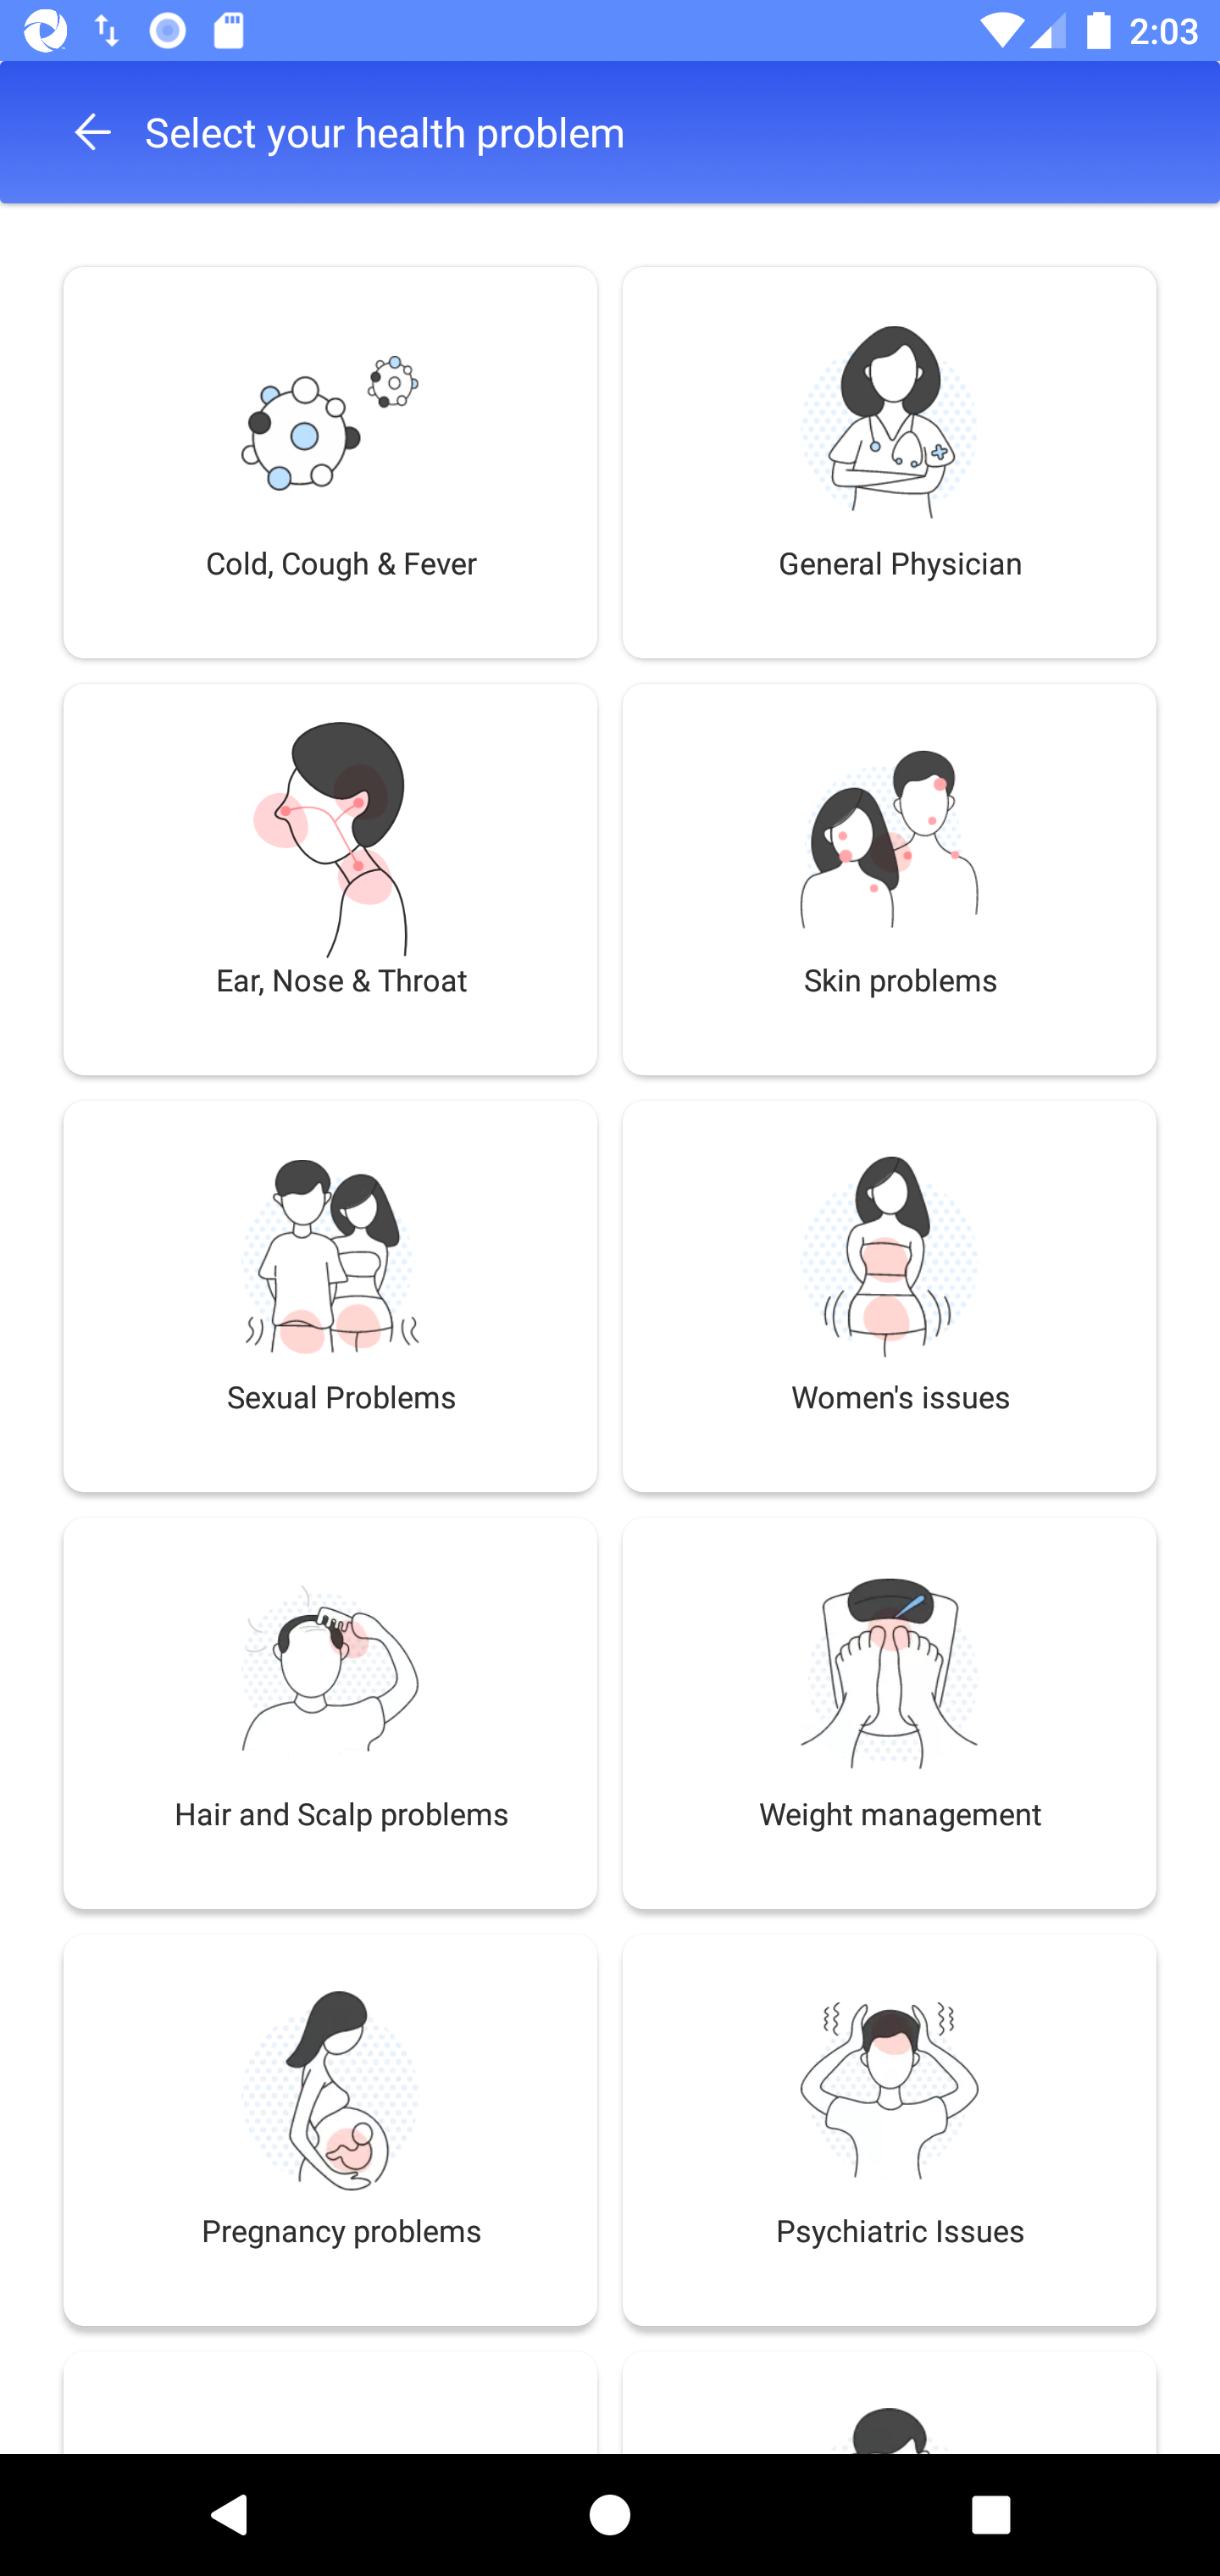 2:03
Select your health problem
Cold, Cough & Fever
General Physician
Ear, Nose & Throat
Skin problems
Sexual Problems
Women's issues
Hair and Scalp problems
Weight management
Pregnancy problems
Psychiatric Issues